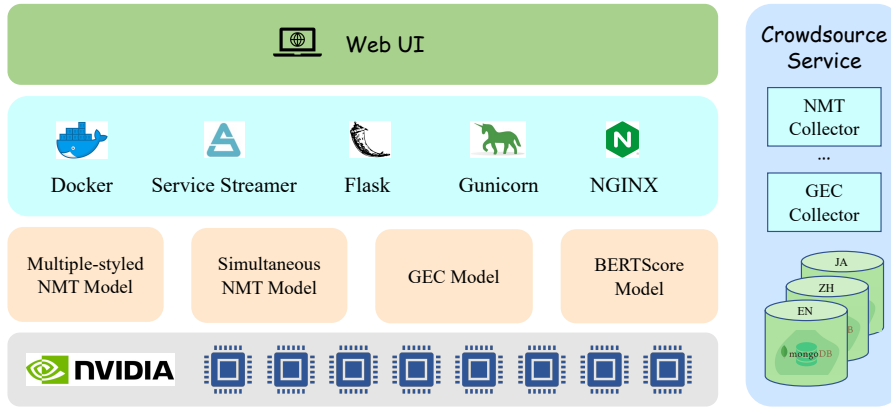 Web UI
Docker
Service Streamer
Flask
Gunicorn
NGINX
Multiple-styled
NMT Model
Simultaneous
NMT Model
GEC Model
BERTScore
Model
NVIDIA
Crowdsource
Service
NMT
Collector
...
GEC
Collector
JA
ZH
EN
mongoDB
B